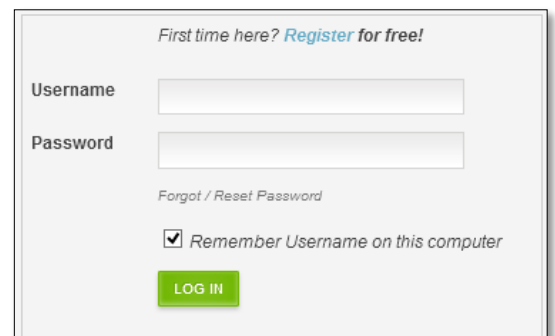 First time here? Register for free!
Username
Password
Forgot / Reset Password
Remember Username on this computer
LOG IN